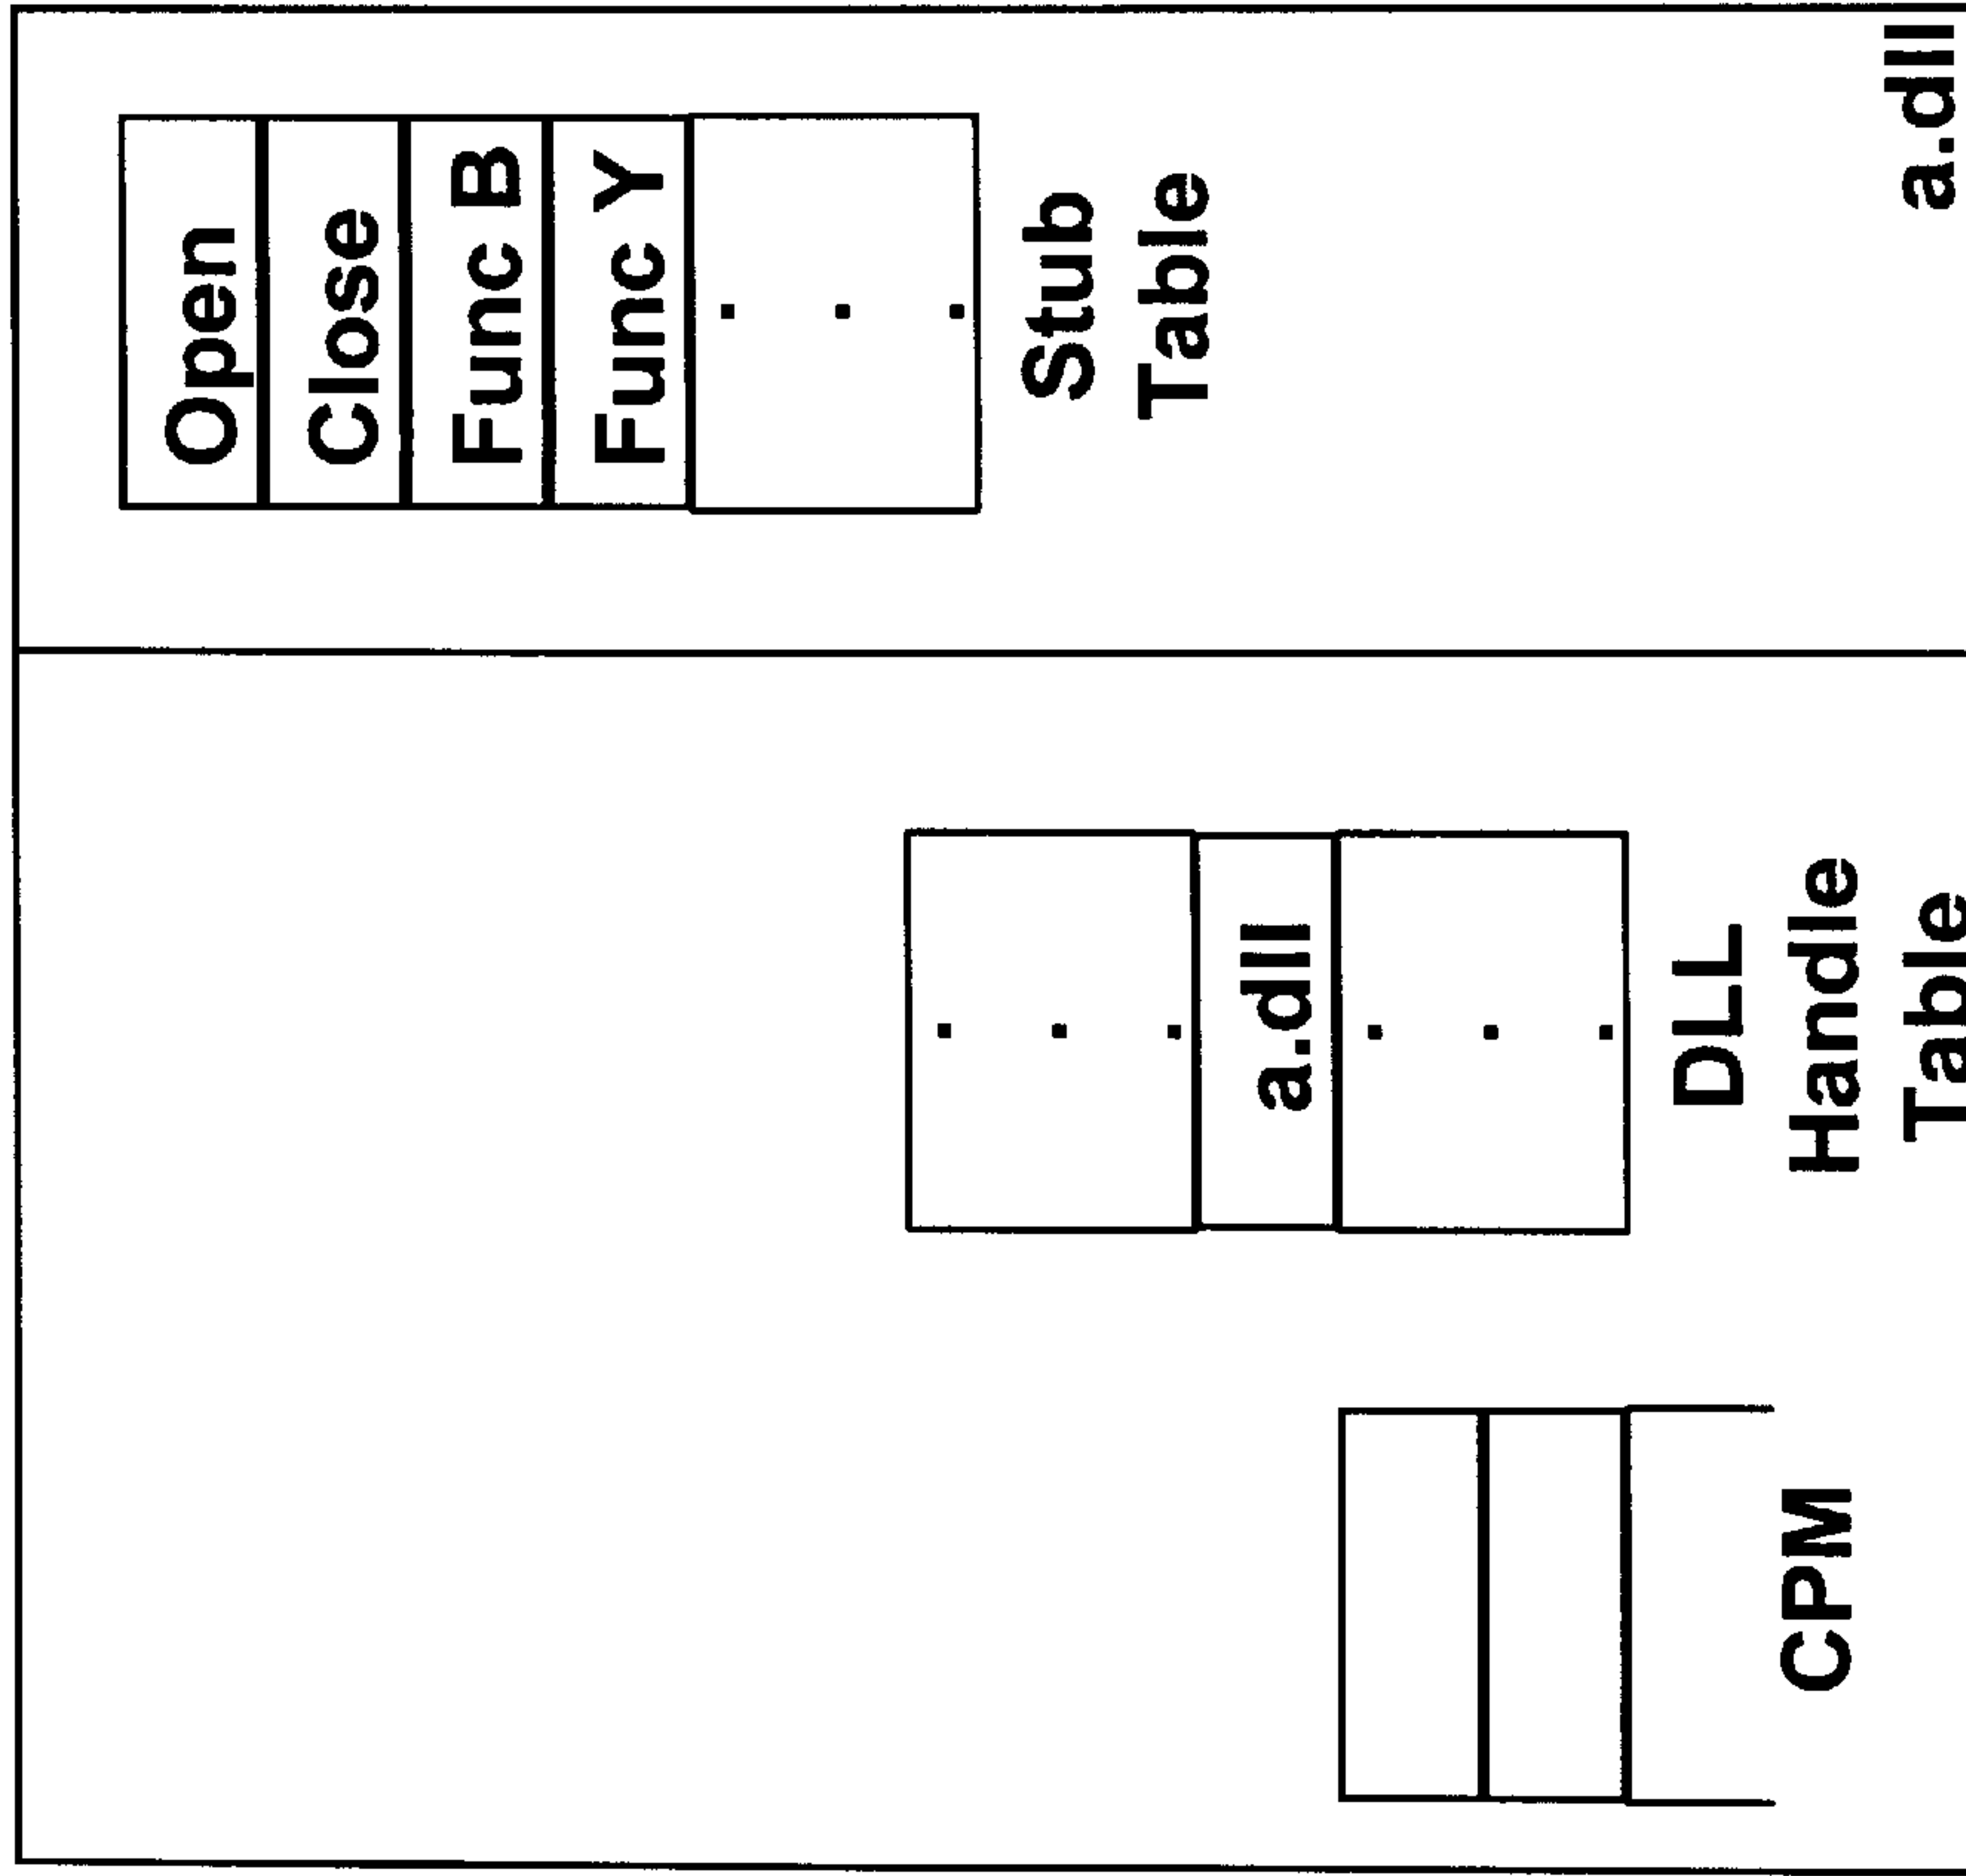 CPM
a.dll
DLL
Handle
Table
Open
Close
Func B
Func Y
Stub
Table
a.dll